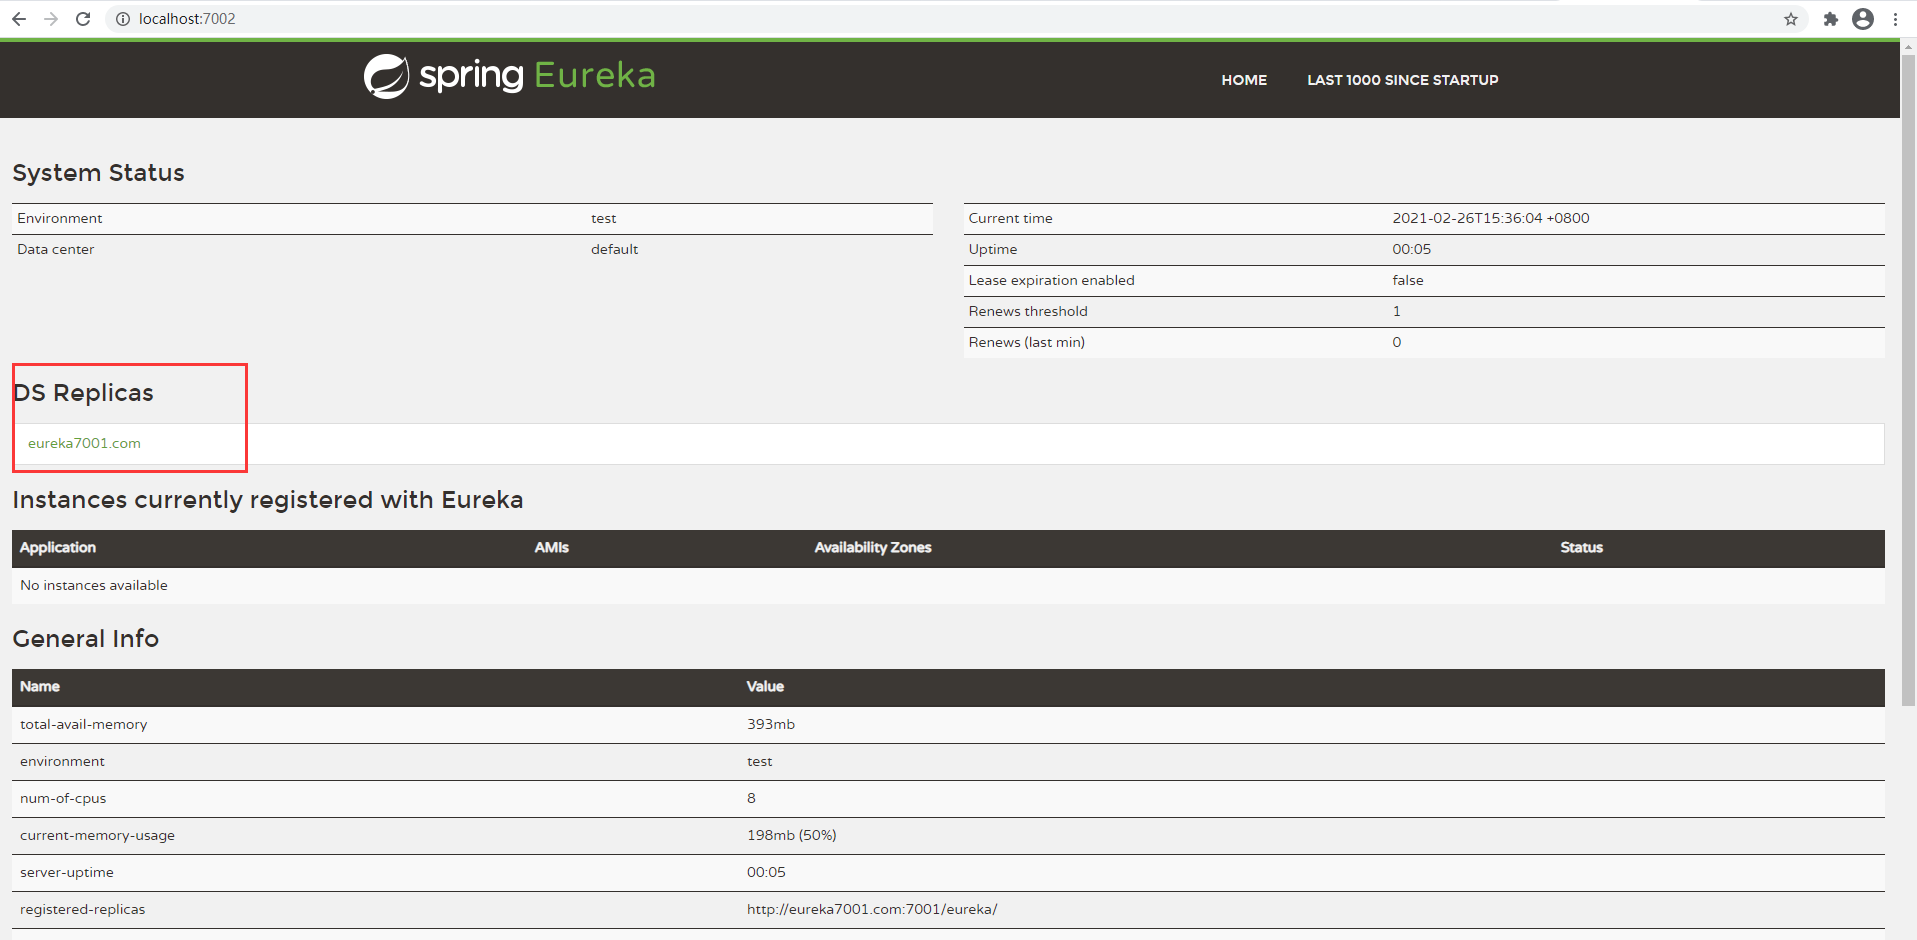 localhost:7002
spring Eureka
HOME LAST 1000 SINCE STARTUP
System Status
Environment test
Data center default
Current time 2021-02-26T15:36:04 +0800
Uptime 00:05
Lease expiration enabled false
Renews threshold 1
Renews (last min) 0
DS Replicas
eureka7001.com
Instances currently registered with Eureka
Application AMIs Availability Zones Status
No instances available
General Info
Name Value
total-avail-memory 393mb
environment test
num-of-cpus 8
current-memory-usage 198mb (50%)
server-uptime 00:05
registered-replicas http://eureka7001.com:7001/eureka/